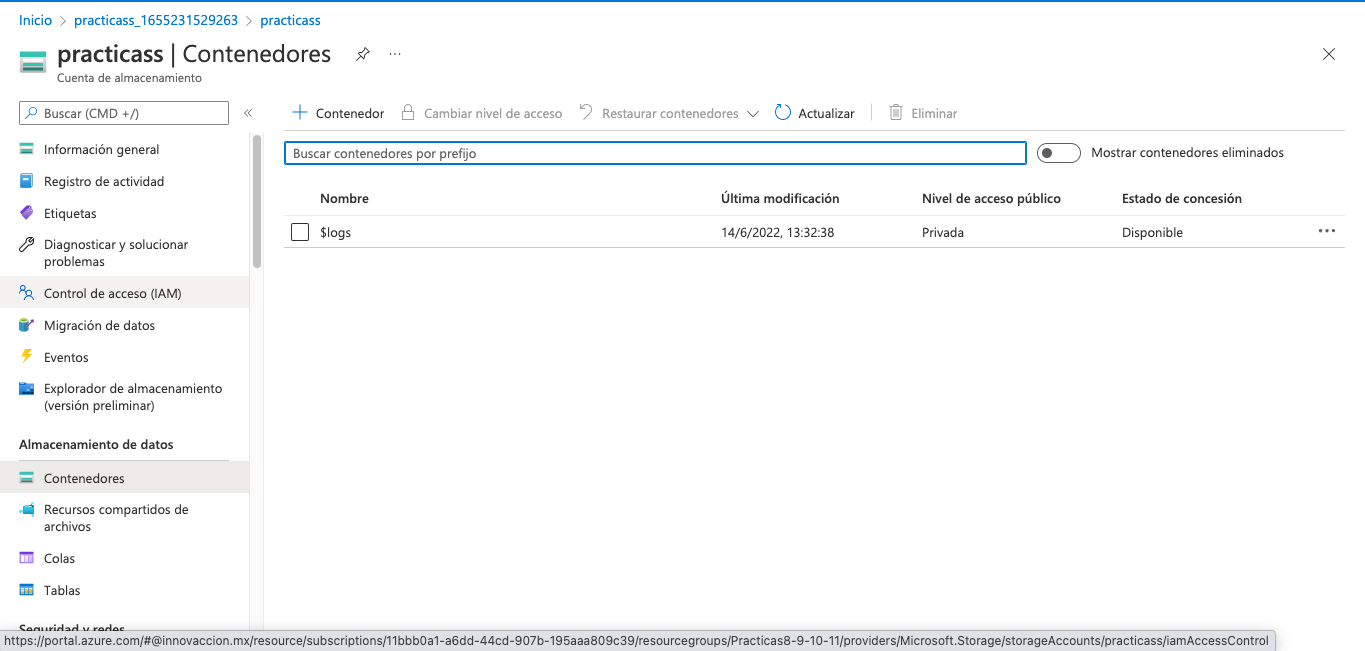 Inicio > practicass_1655231529263 > practicass
practicass | Contenedores ...
Cuenta de almacenamiento
Buscar (CMD +/) «
+ Contenedor Cambiar nivel de acceso Restaurar contenedores Actualizar Eliminar
Buscar contenedores por prefijo Mostrar contenedores eliminados
Nombre Última modificación Nivel de acceso público Estado de concesión
$logs 14/6/2022, 13:32:38 Privada Disponible ...
Información general
Registro de actividad
Etiquetas
Diagnosticar y solucionar
problemas
Control de acceso (IAM)
Migración de datos
Eventos
Explorador de almacenamiento
(versión preliminar)
Almacenamiento de datos
Contenedores
Recursos compartidos de
archivos
Colas
Tablas
Seguridad y redes
https://portal.azure.com/#@innovaccion.mx/resource/subscriptions/11bbb0a1-a6dd-44cd-907b-195aaa809c39/resourcegroups/Practicas8-9-10-11/providers/Microsoft.Storage/storageAccounts/practicass/iamAccessControl